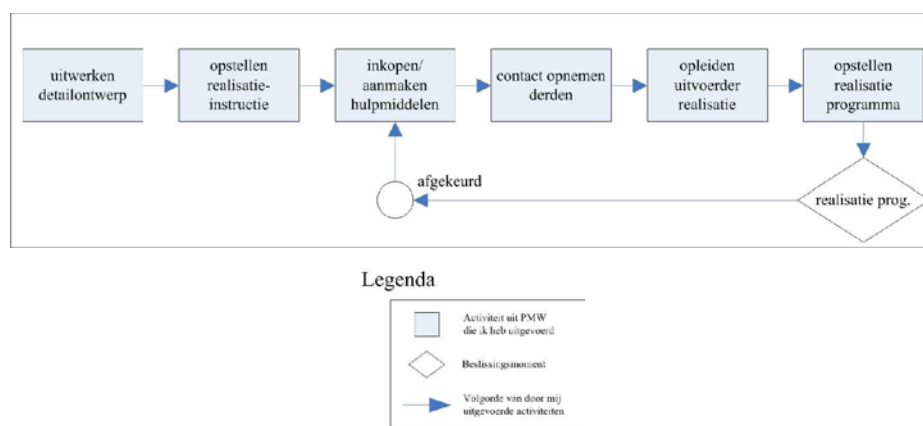 uitwerken
detailontwerp
opstellen
realisatie-
instructie
inkopen/
aanmaken
hulpmiddelen
contact opnemen
derden
opleiden
uitvoerder
realisatie
opstellen
realisatie
programma
afgekeurd
realisatie prog.
Legenda
Activiteit uit PMW
die ik heb uitgevoerd
Beslissingsmoment
Volgorde van door mij
uitgevoerde activiteiten